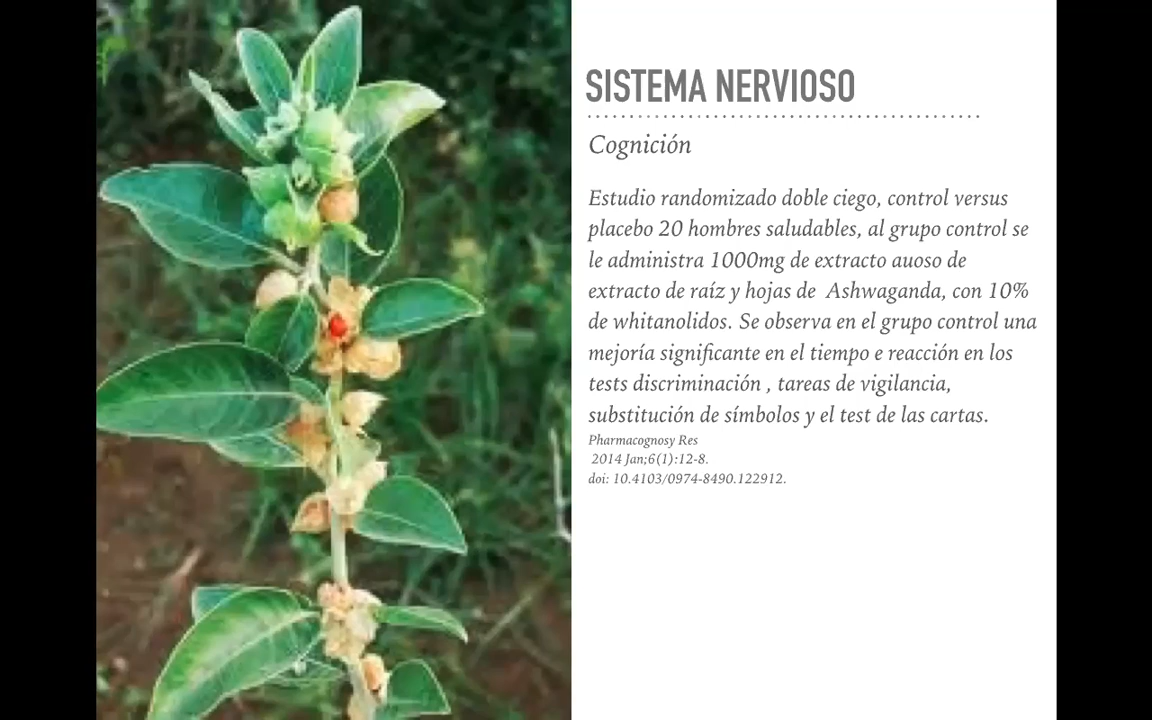 SISTEMA NERVIOSO
Cognición
Estudio randomizado doble ciego, control versus
placebo 20 hombres saludables, al grupo control se
le administra 1000mg de extracto auoso de
extracto de raíz y hojas de  Ashwaganda, con 10%
de whitanolidos. Se observa en el grupo control una
mejoría significante en el tiempo e reacción en los
tests discriminación , tareas de vigilancia,
substitución de símbolos y el test de las cartas.
Pharmacognosy Res
2014 Jan;6(1):12-8.
doi: 10.4103/0974-8490.122912.